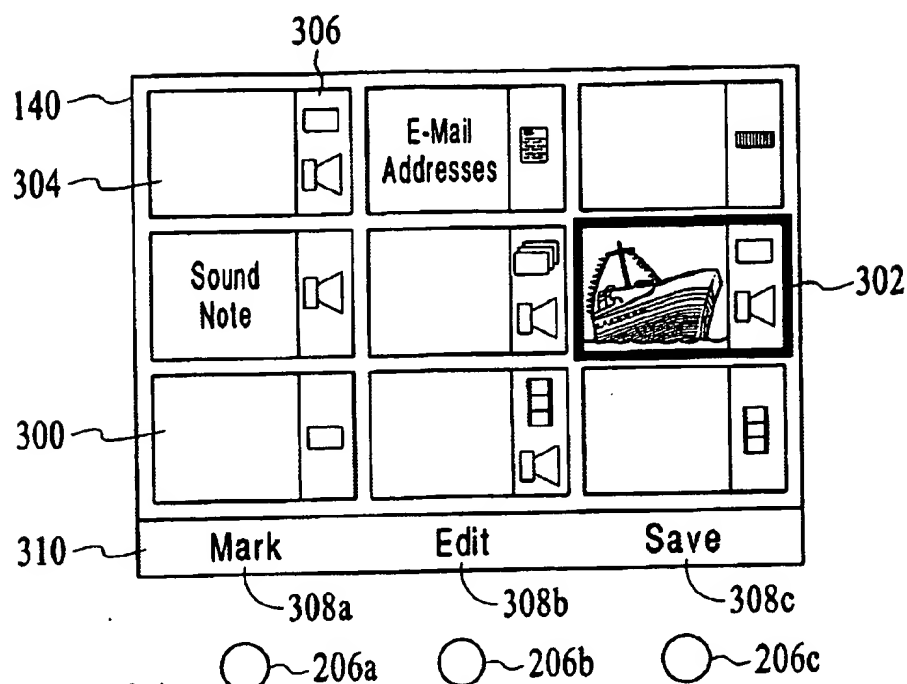 306
140
E-Mail
Addresses
304
Sound
Note
302
300
310
Mark Edit Save
308a 308b 308c
206a 206b 206c